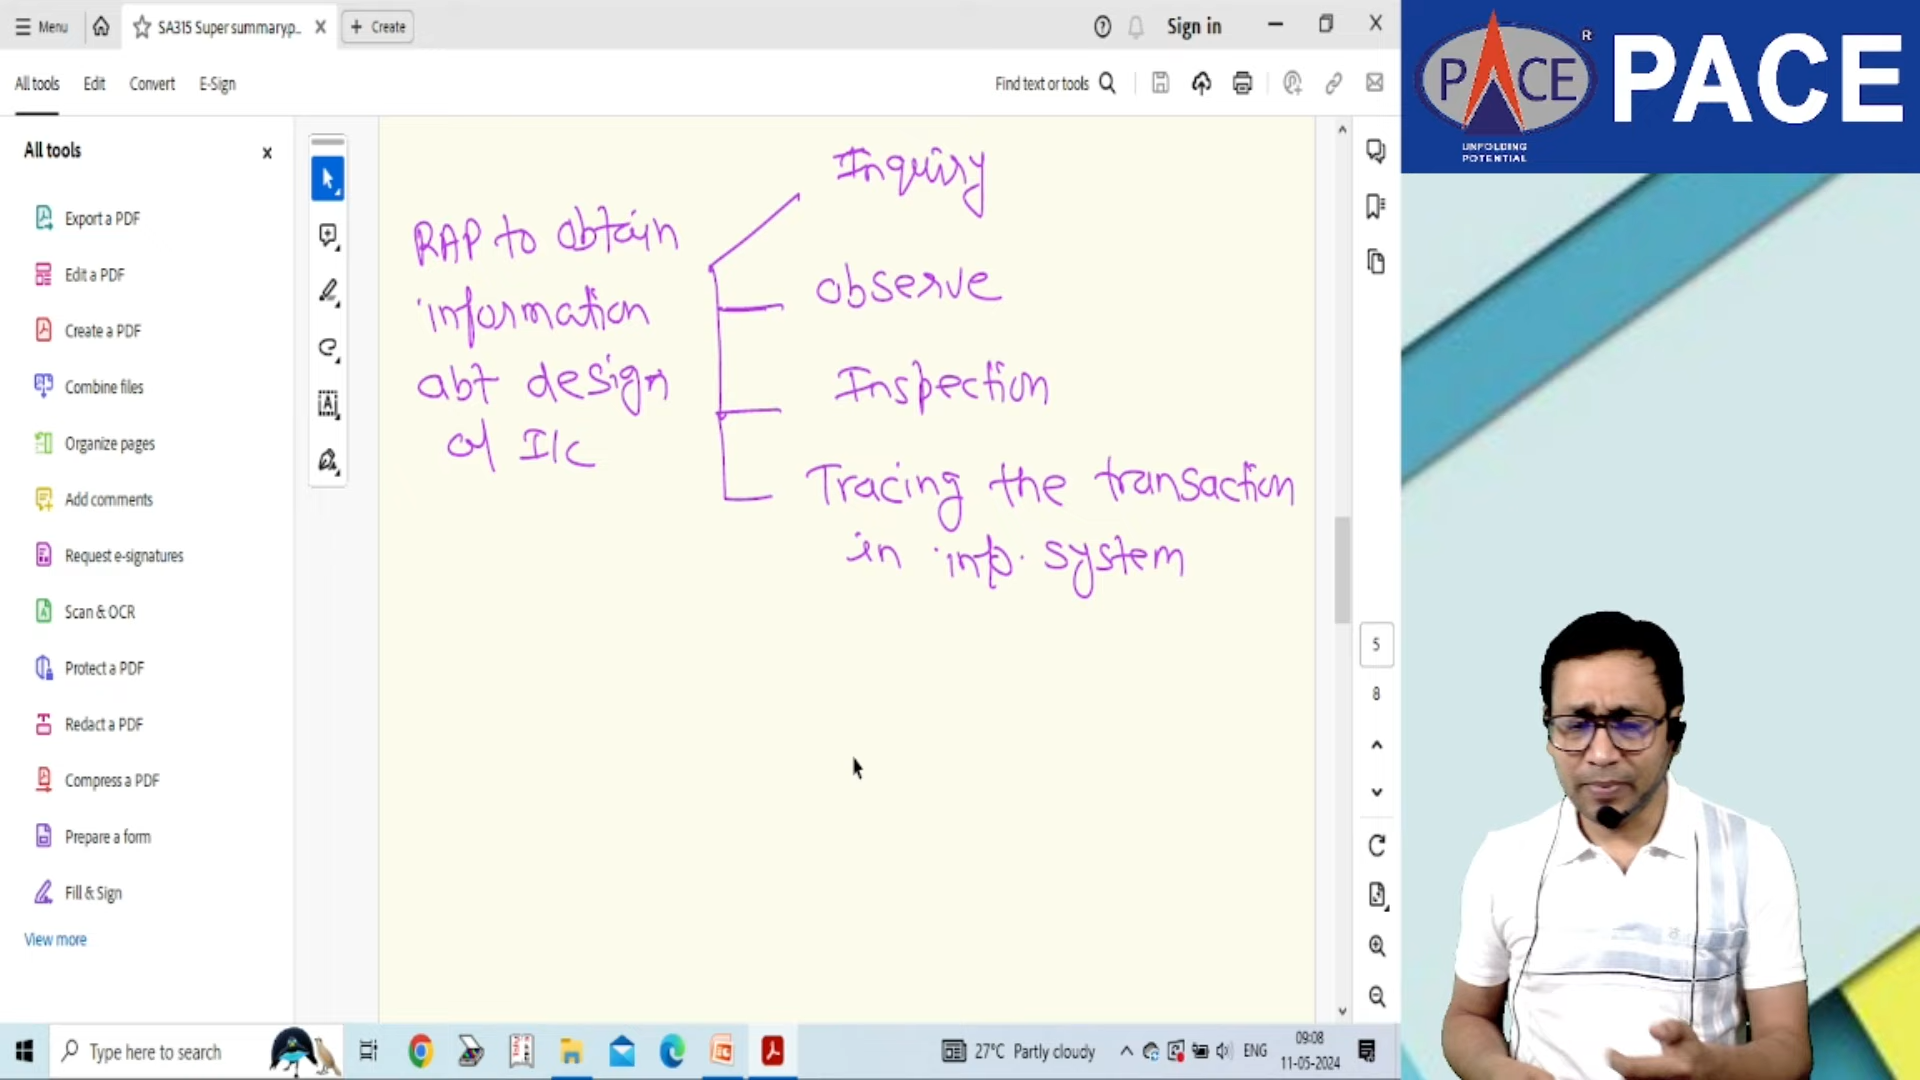 Menu
SA315 Super summaryp...
Create
Sign in
All tools
Edit
Convert
E-Sign
Find text or tools
All tools
Export a PDF
Edit a PDF
Create a PDF
Combine files
Organize pages
Add comments
Request e-signatures
Scan & OCR
Protect a PDF
Redact a PDF
Compress a PDF
Prepare a form
Fill & Sign
View more
RAP to obtain
information
abt design
of I/c
Inquiry
observe
Inspection
Tracing the transaction
in info. system
5
8
PACE
UNFOLDING
POTENTIAL
®
PACE
Type here to search
27°C Partly cloudy
ENG
09:08
11-05-2024